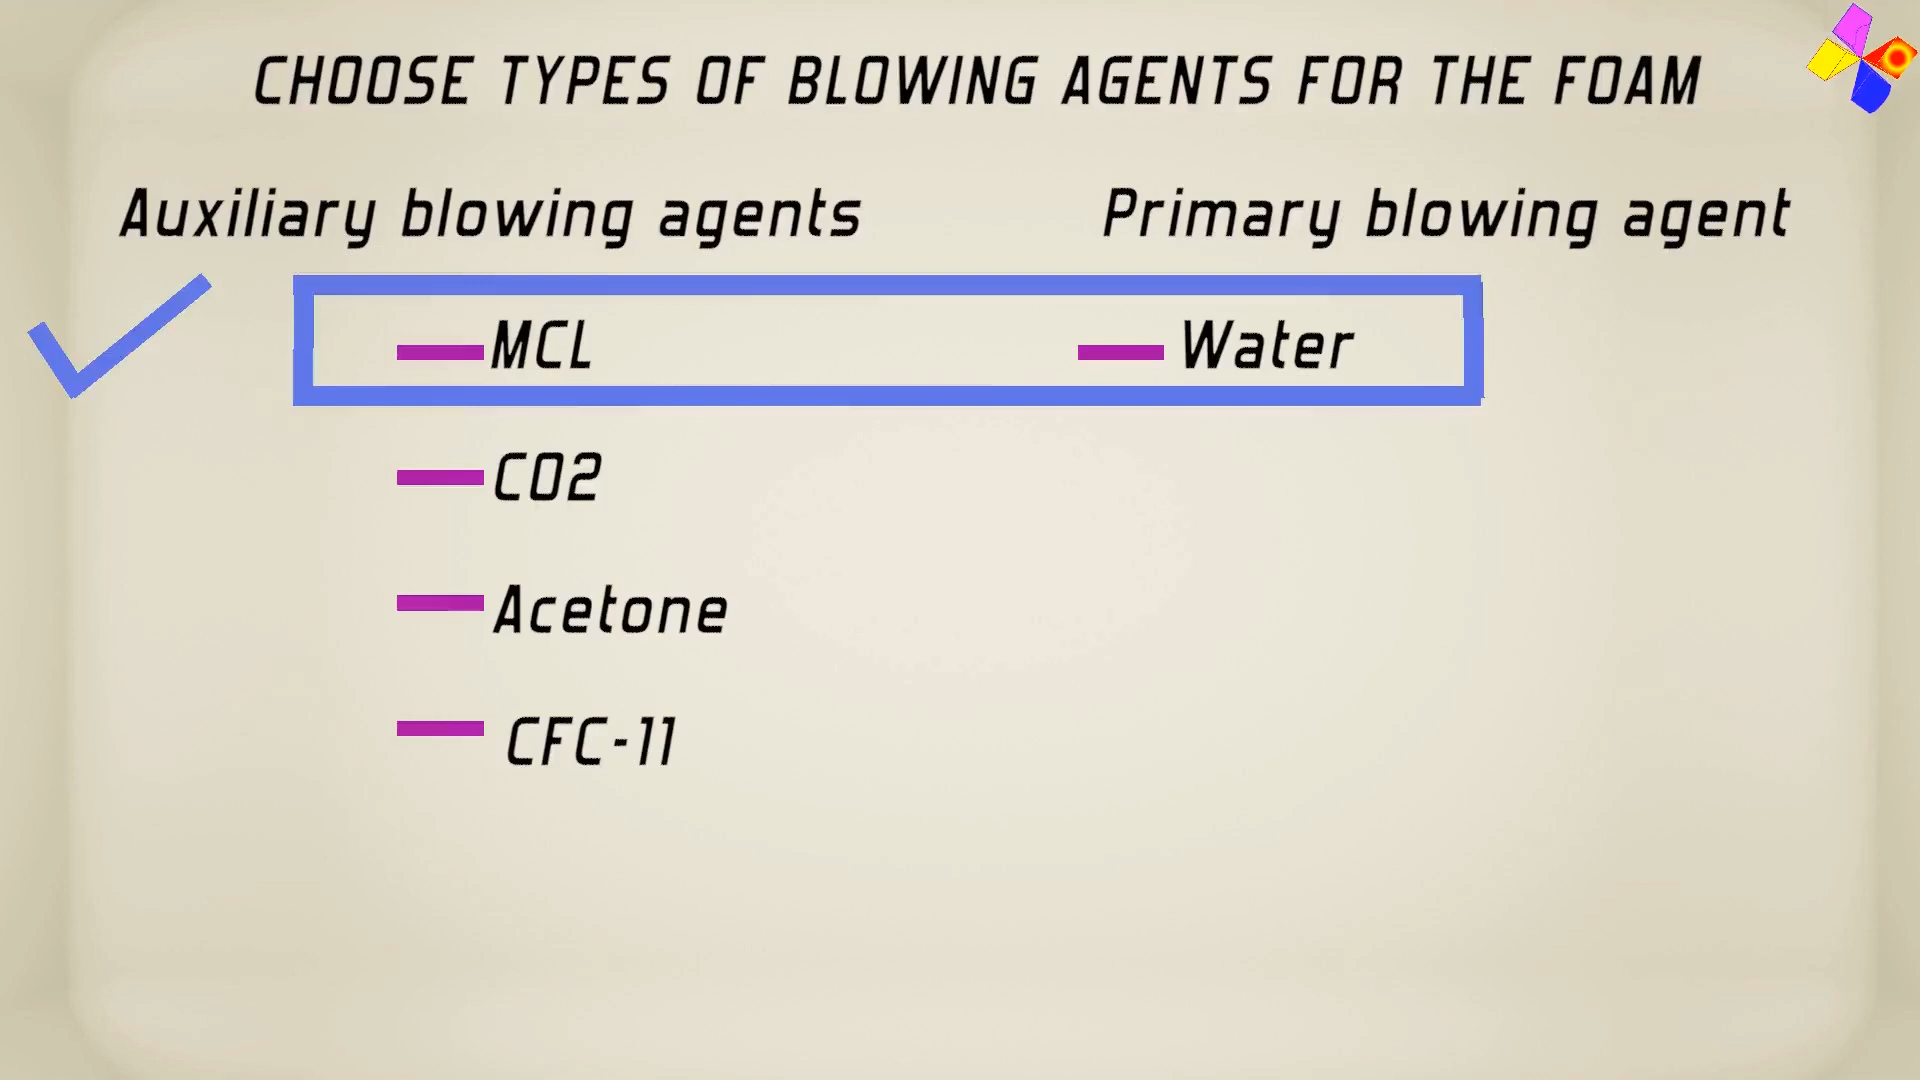 CHOOSE TYPES OF BLOWING AGENTS FOR THE FOAM
Auxiliary blowing agents
Primary blowing agent
MCL
Water
CO2
Acetone
CFC-11